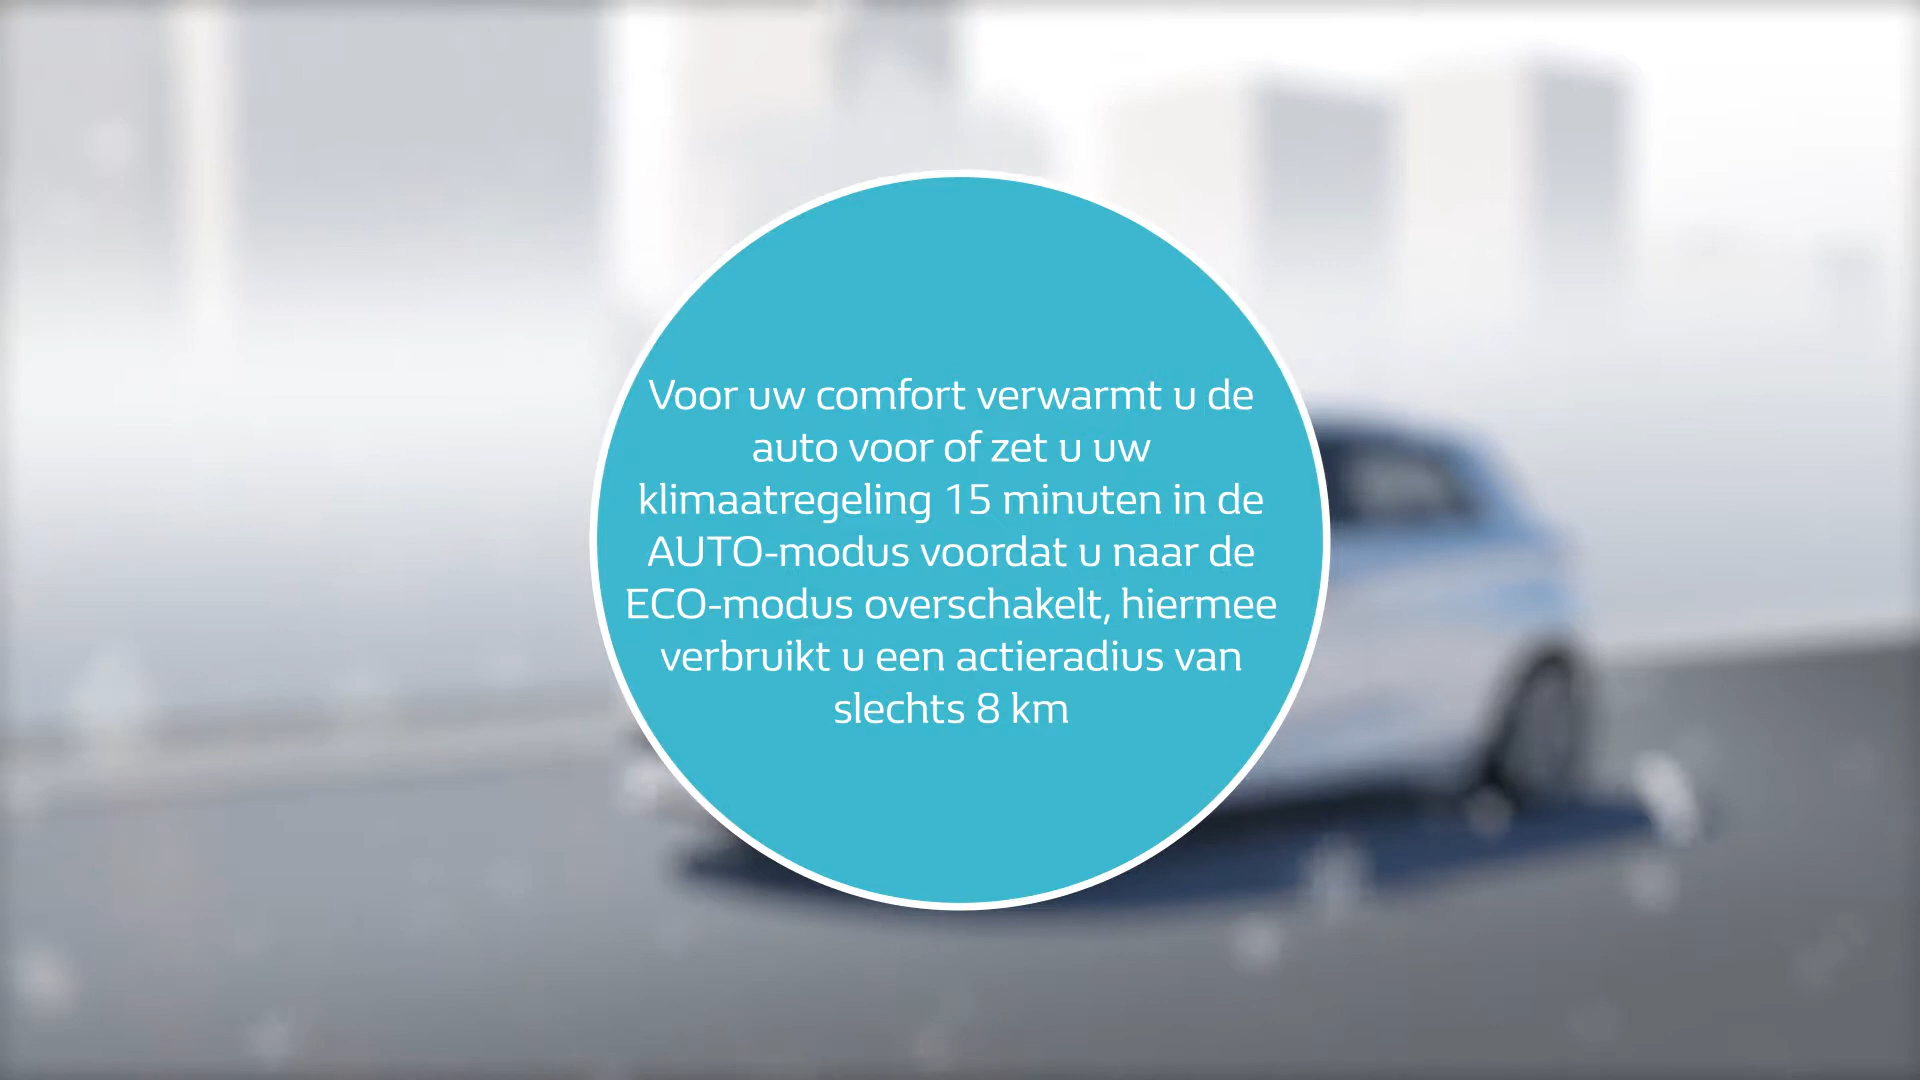 Voor uw comfort verwarmt u de
auto voor of zet u uw
klimaatregeling 15 minuten in de
AUTO-modus voordat u naar de
ECO-modus overschakelt, hiermee
verbruikt u een actieradius van
slechts 8 km